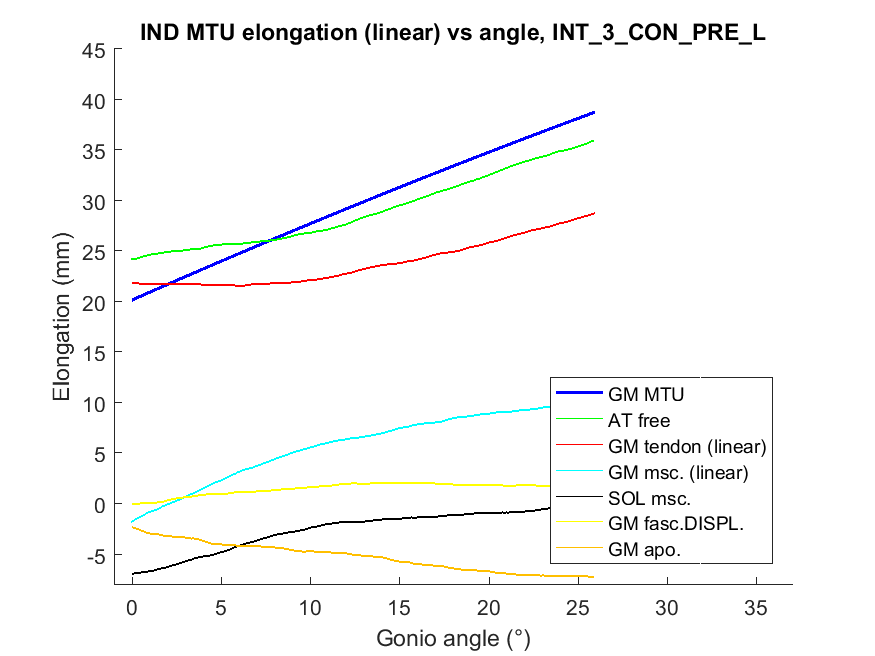 IND MTU elongation (linear) vs angle, INT_3_CON_PRE_L
45
40
35
30
25
20
15
10
5
0
-5
Elongation (mm)
GM MTU
AT free
GM tendon (linear)
GM msc. (linear)
SOL msc.
GM fasc.DISPL.
GM apo.
0 5 10 15 20 25 30 35
Gonio angle (°)